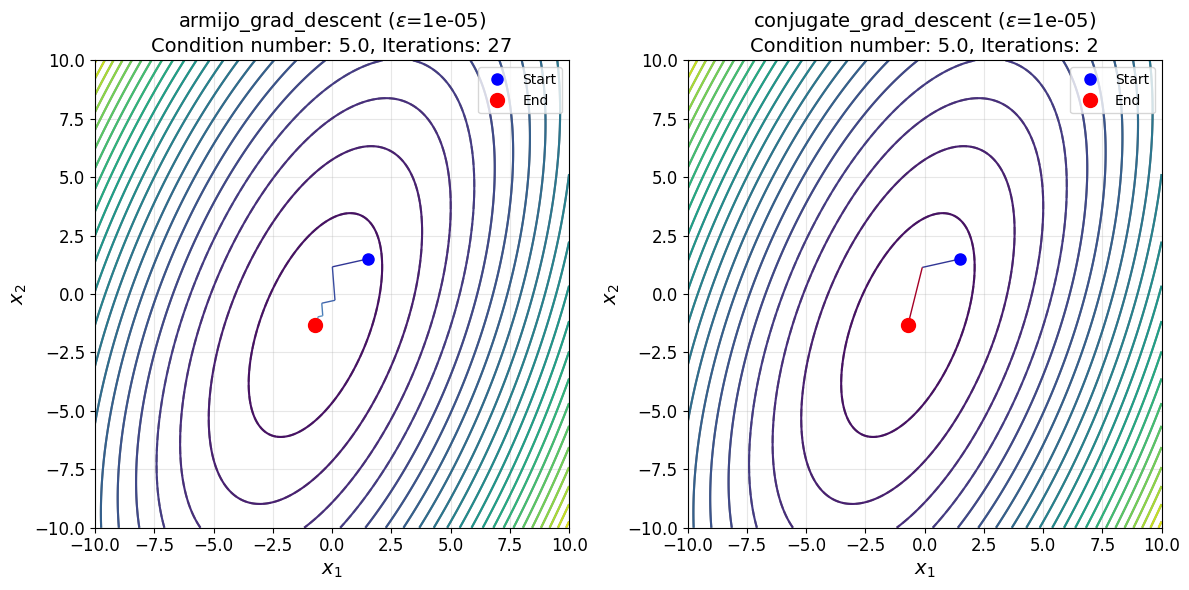 armijo_grad_descent (ε=1e-05)
Condition number: 5.0, Iterations: 27
Start
End
10.0
7.5
5.0
2.5
0.0
−2.5
−5.0
−7.5
−10.0
x₂
−10.0 −7.5 −5.0 −2.5 0.0 2.5 5.0 7.5 10.0
x₁
conjugate_grad_descent (ε=1e-05)
Condition number: 5.0, Iterations: 2
Start
End
10.0
7.5
5.0
2.5
0.0
−2.5
−5.0
−7.5
−10.0
x₂
−10.0 −7.5 −5.0 −2.5 0.0 2.5 5.0 7.5 10.0
x₁